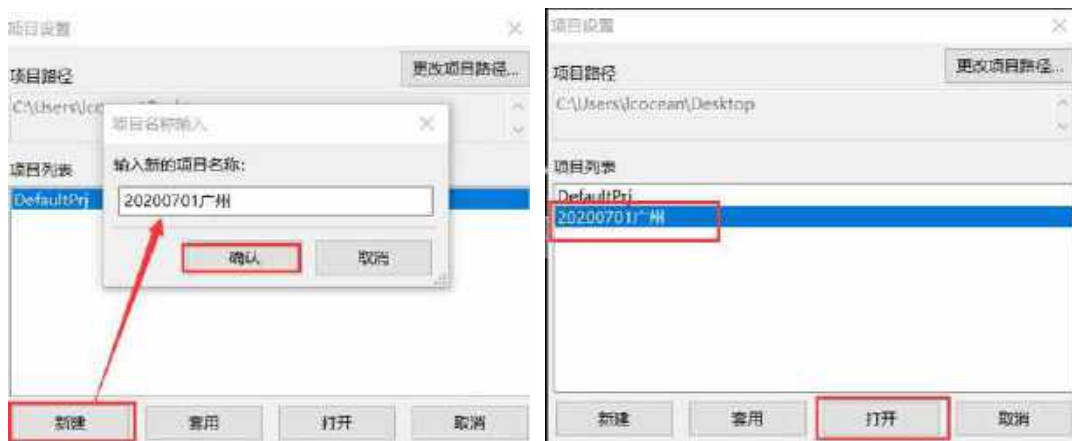 项目设置
更改项目路径...
项目路径
项目名称输入
输入新的项目名称:
项目列表
DefaultPrj
20200701广州
确认
取消
新建
套用
打开
取消
项目设置
更改项目路径...
项目路径
C:\Users\lcocean\Desktop
项目列表
DefaultPrj
20200701广州
新建
套用
打开
取消